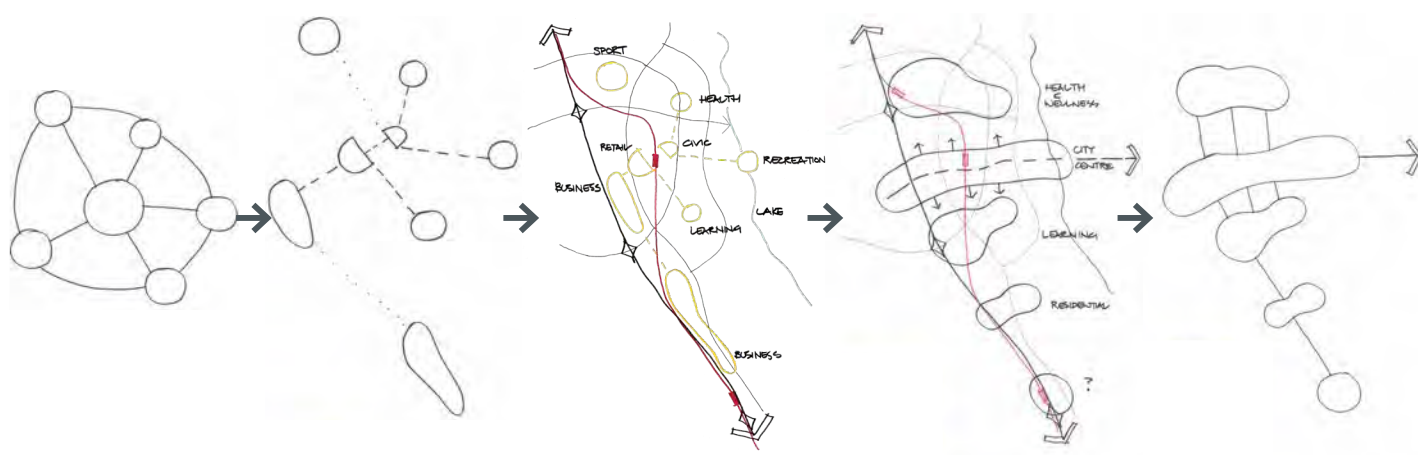 SPORT
HEALTH
CIVIC
RETAIL
RECREATION
BUSINESS
LAKE
LEARNING
BUSINESS
HEALTH
&
WELLNESS
CITY
CENTRE
LEARNING
RESIDENTIAL
?